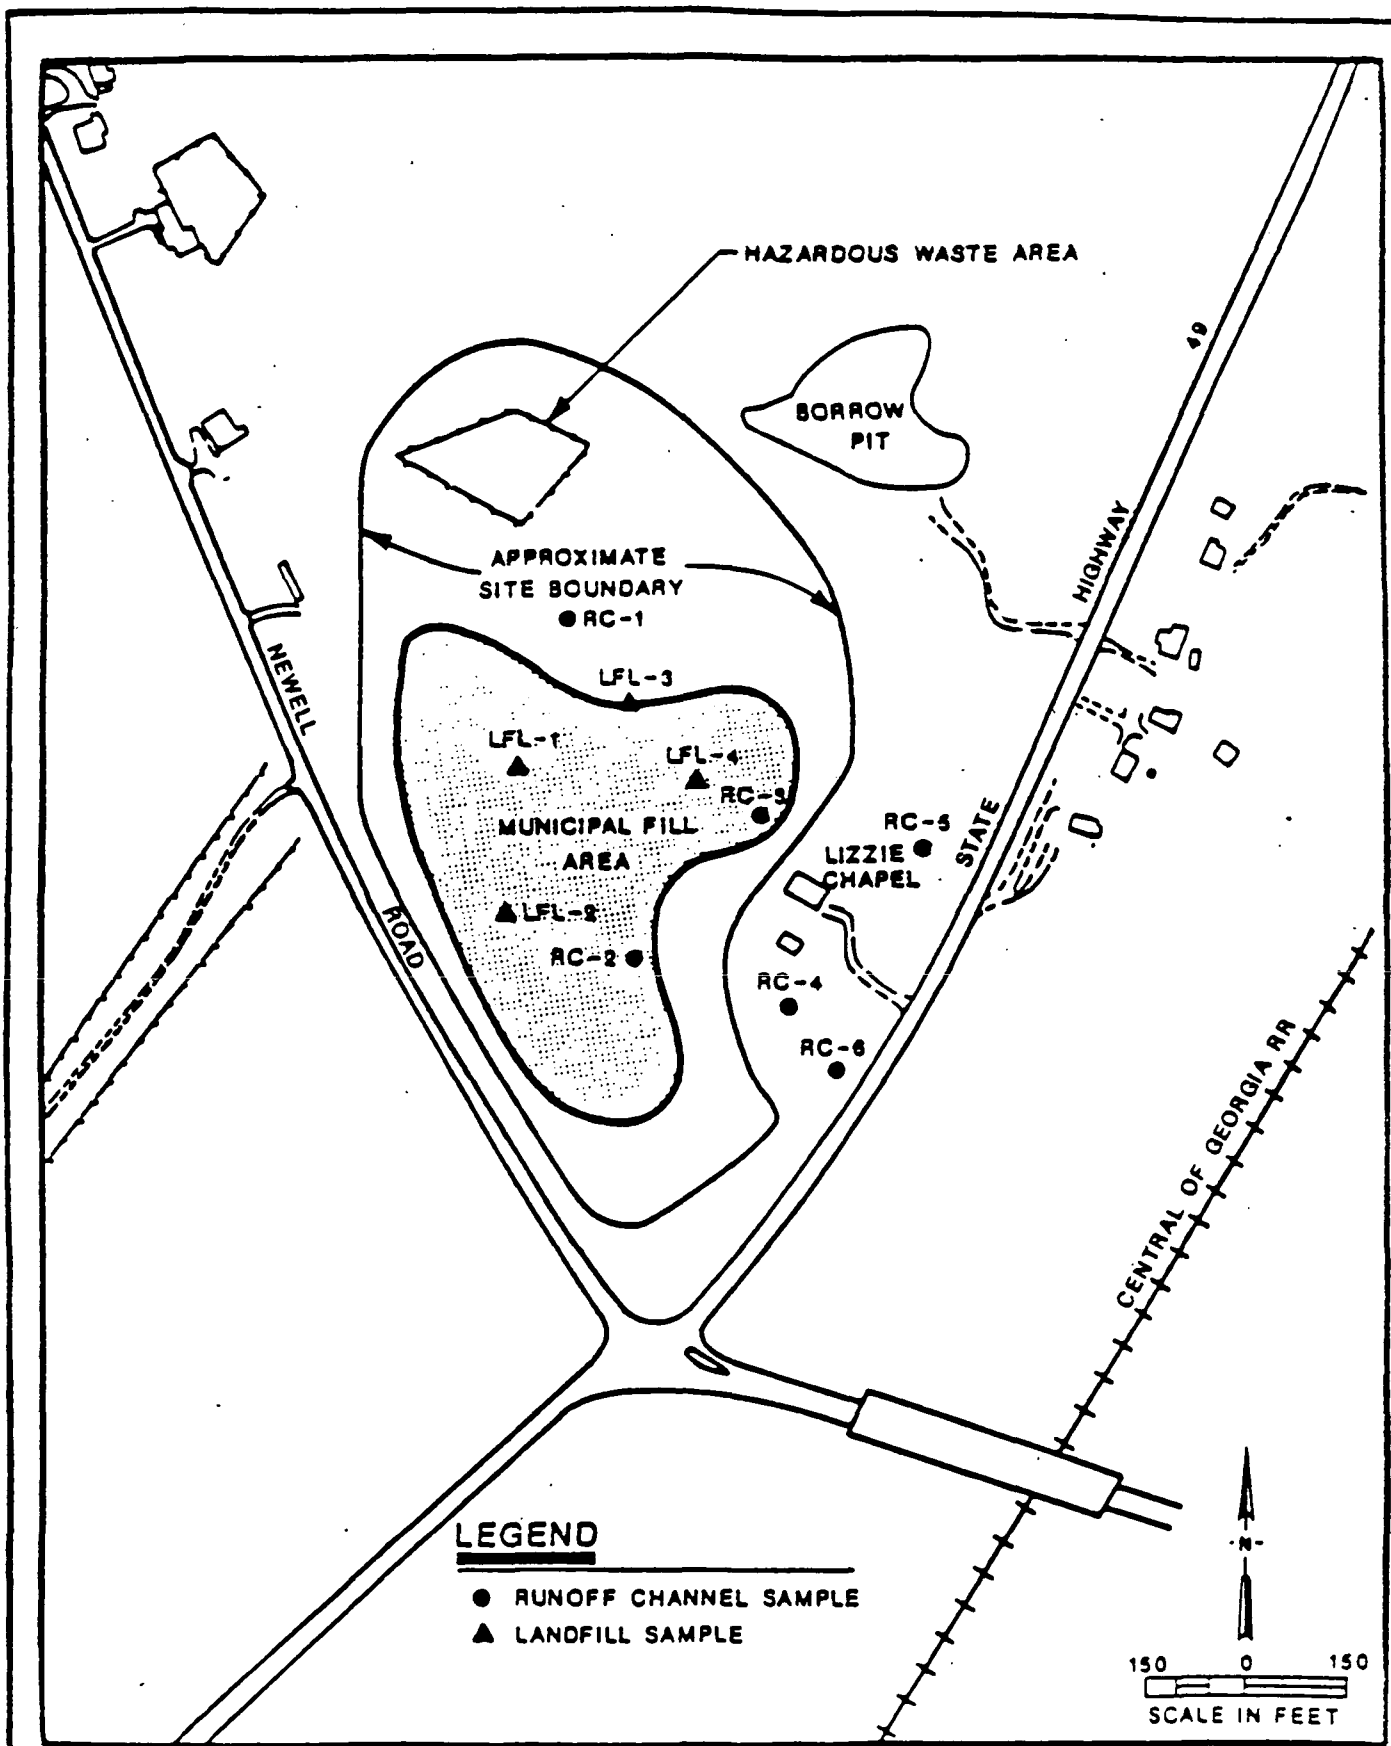 HAZARDOUS WASTE AREA
49
BORROW
PIT
HIGHWAY
APPROXIMATE
SITE BOUNDARY
RC-1
NEWELL
LFL-3
LFL-1
LFL-4
RC-3
MUNICIPAL FILL
AREA
RC-5
LIZZIE
CHAPEL
STATE
LFL-2
ROAD
RC-2
RC-4
RC-6
CENTRAL OF GEORGIA RR
LEGEND
RUNOFF CHANNEL SAMPLE
LANDFILL SAMPLE
-N-
150 0 150
SCALE IN FEET